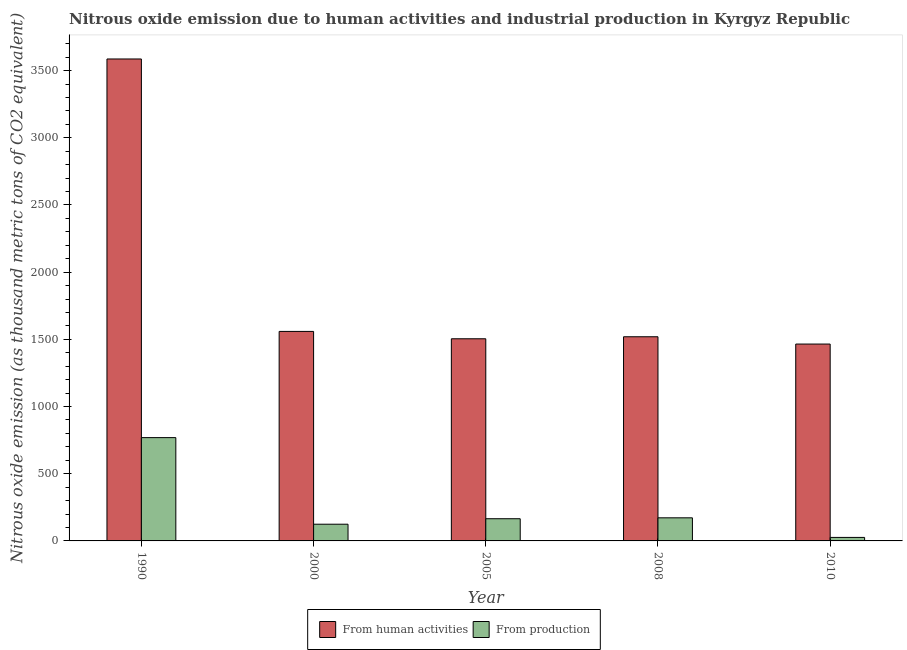 Nitrous oxide emission due to human activities and industrial production in Kyrgyz Republic
Nitrous oxide emission (as thousand metric tons of CO2 equivalent)
3500
3000
2500
2000
1500
1000
500
0
1990
2000
2005
2008
2010
Year
From human activities
From production